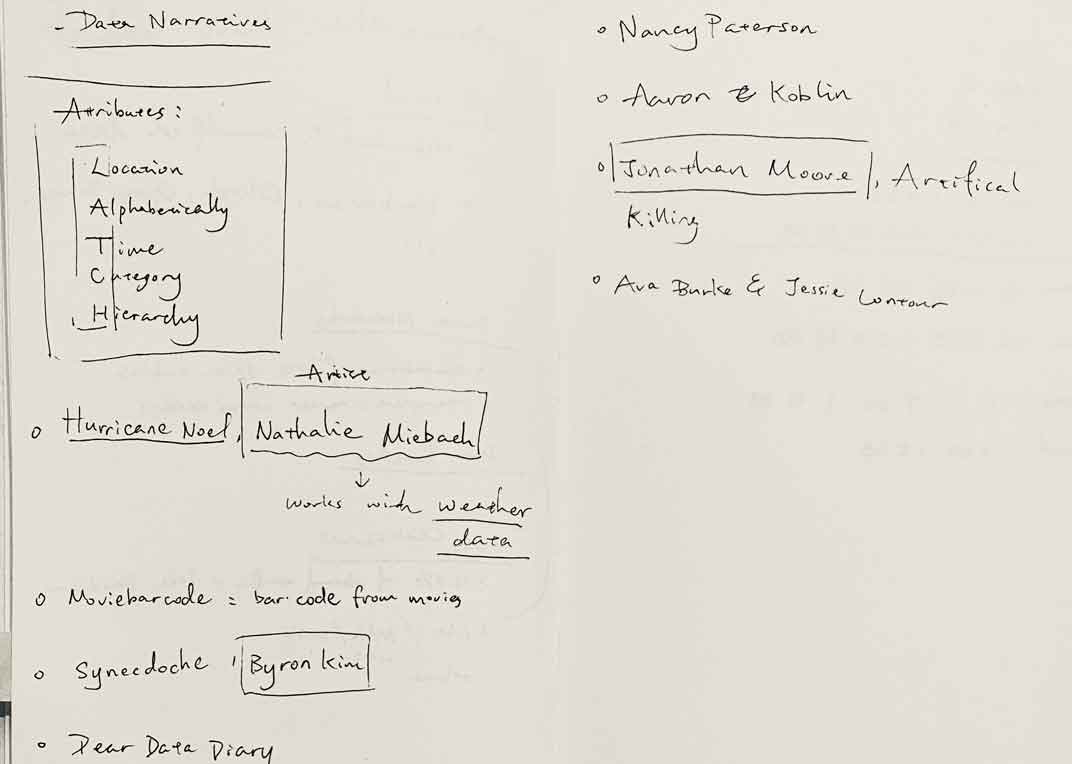 - Data Narratives
Attributes:
Location
Alphabetically
Time
Category
Hierarchy
Artist
○ Hurricane Noel, Nathalie Miebach
↓
works with weather
data
○ Moviebarcode = bar.code from movies
○ Synecdoche, Byron Kim
○ Dear Data Diary
○ Nancy Paterson
○ Aaron Koblin
○ Jonathan Moore, Artifical
Killing
○ Ava Burke & Jessie Contour